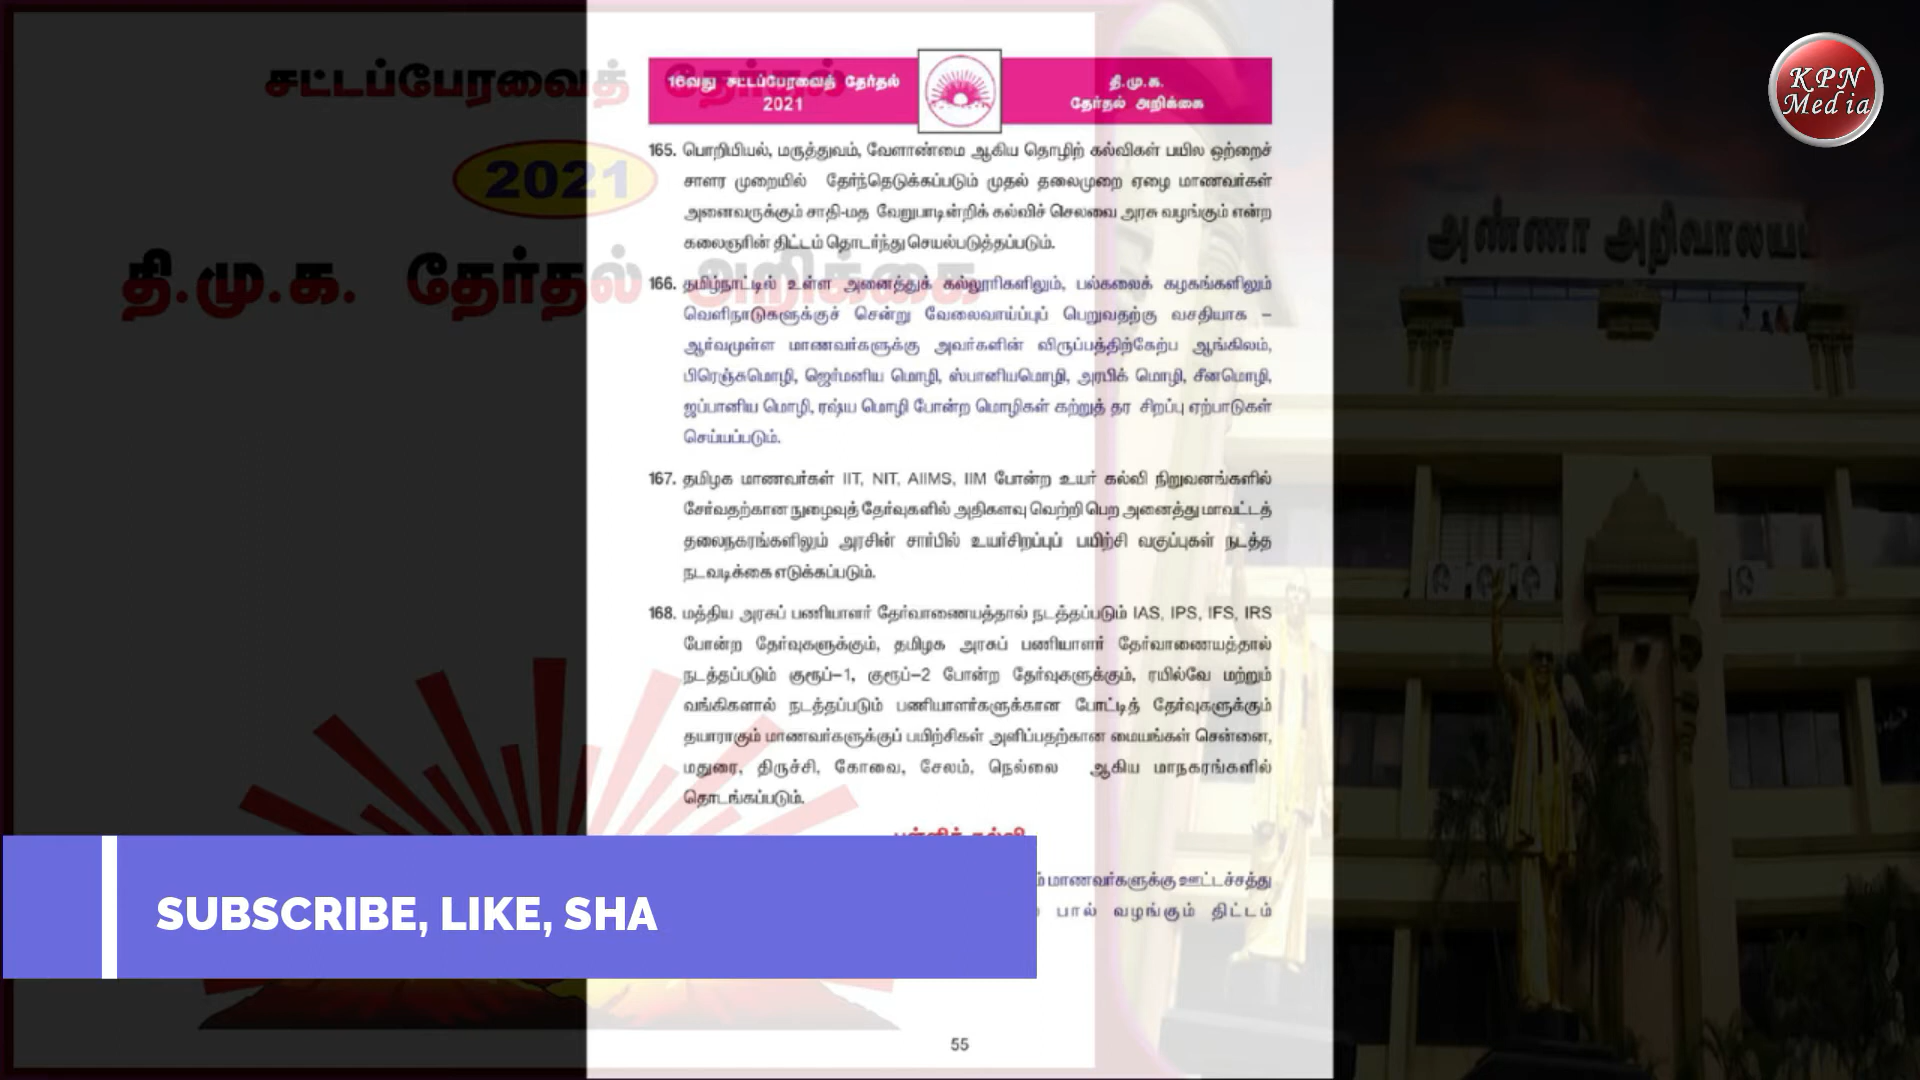 சட்டப்பேரவைத் தேர்தல்
2021
தி.மு.க. தேர்தல் அறிக்கை
16வது சட்டப்பேரவைத் தேர்தல்
2021
தி.மு.க.
தேர்தல் அறிக்கை
KPN
Media
அண்ணா அறிவாலயம்
165. பொறியியல், மருத்துவம், வேளாண்மை ஆகிய தொழிற் கல்விகள் பயில ஒற்றைச்
சாளர முறையில் தேர்ந்தெடுக்கப்படும் முதல் தலைமுறை ஏழை மாணவர்கள்
அனைவருக்கும் சாதி-மத வேறுபாடின்றிக் கல்விச் செலவை அரசு வழங்கும் என்ற
கலைஞரின் திட்டம் தொடர்ந்து செயல்படுத்தப்படும்.
166. தமிழ்நாட்டில் உள்ள அனைத்துக் கல்லூரிகளிலும், பல்கலைக் கழகங்களிலும்
வெளிநாடுகளுக்குச் சென்று வேலைவாய்ப்புப் பெறுவதற்கு வசதியாக –
ஆர்வமுள்ள மாணவர்களுக்கு அவர்களின் விருப்பத்திற்கேற்ப ஆங்கிலம்,
பிரெஞ்சுமொழி, ஜெர்மனிய மொழி, ஸ்பானியமொழி, அரபிக் மொழி, சீனமொழி,
ஜப்பானிய மொழி, ரஷ்ய மொழி போன்ற மொழிகள் கற்றுத் தர சிறப்பு ஏற்பாடுகள்
செய்யப்படும்.
167. தமிழக மாணவர்கள் IIT, NIT, AIIMS, IIM போன்ற உயர் கல்வி நிறுவனங்களில்
சேர்வதற்கான நுழைவுத் தேர்வுகளில் அதிகளவு வெற்றி பெற அனைத்து மாவட்டத்
தலைநகரங்களிலும் அரசின் சார்பில் உயர்சிறப்புப் பயிற்சி வகுப்புகள் நடத்த
நடவடிக்கை எடுக்கப்படும்.
168. மத்திய அரசுப் பணியாளர் தேர்வாணையத்தால் நடத்தப்படும் IAS, IPS, IFS, IRS
போன்ற தேர்வுகளுக்கும், தமிழக அரசுப் பணியாளர் தேர்வாணையத்தால்
நடத்தப்படும் குரூப்–1, குரூப்–2 போன்ற தேர்வுகளுக்கும், ரயில்வே மற்றும்
வங்கிகளால் நடத்தப்படும் பணியாளர்களுக்கான போட்டித் தேர்வுகளுக்கும்
தயாராகும் மாணவர்களுக்குப் பயிற்சிகள் அளிப்பதற்கான மையங்கள் சென்னை,
மதுரை, திருச்சி, கோவை, சேலம், நெல்லை ஆகிய மாநகரங்களில்
தொடங்கப்படும்.
மாணவர்களுக்கு ஊட்டச்சத்து
பால் வழங்கும் திட்டம்
SUBSCRIBE, LIKE, SHA
55